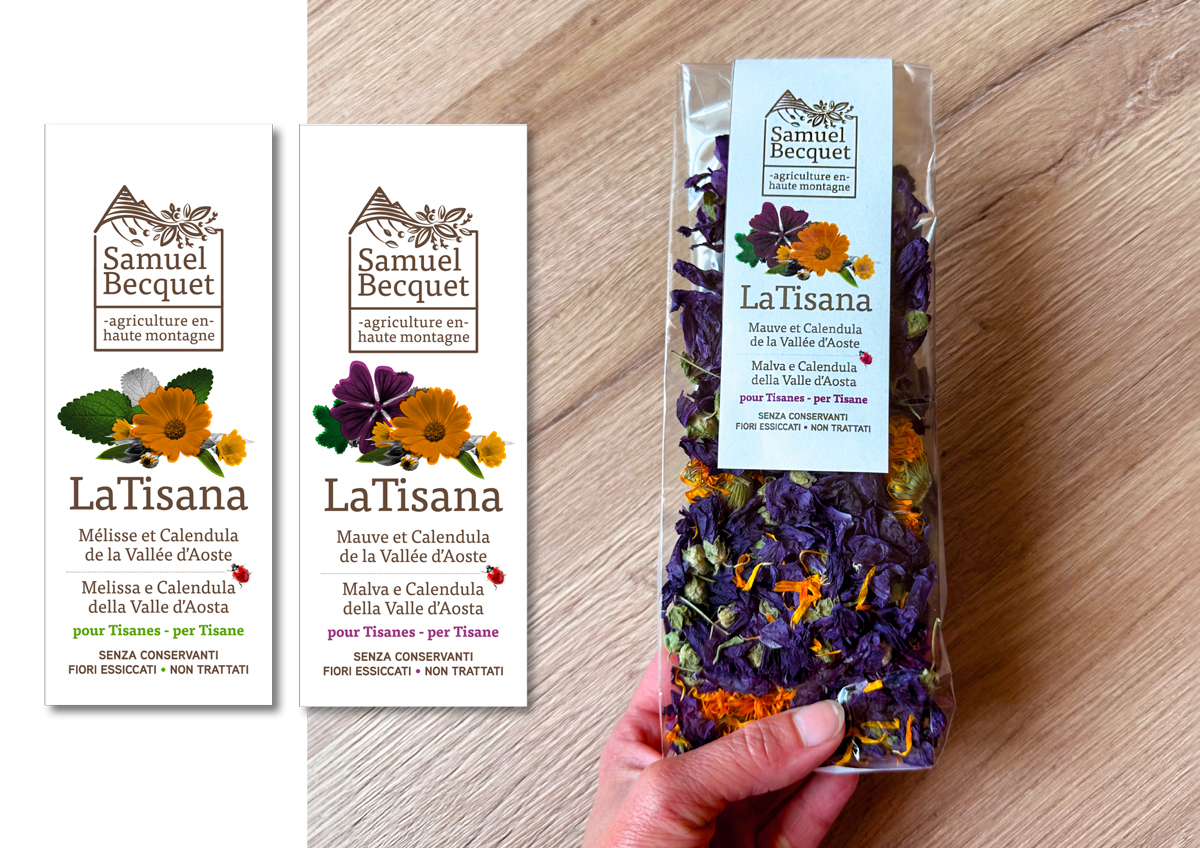 Samuel
Becquet
-agriculture en-
haute montagne
LaTisana
Mélisse et Calendula
de la Vallée d'Aoste
Melissa e Calendula
della Valle d'Aosta
pour Tisanes - per Tisane
SENZA CONSERVANTI
FIORI ESSICCATI • NON TRATTATI
Samuel
Becquet
-agriculture en-
haute montagne
LaTisana
Mauve et Calendula
de la Vallée d'Aoste
Malva e Calendula
della Valle d'Aosta
pour Tisanes - per Tisane
SENZA CONSERVANTI
FIORI ESSICCATI • NON TRATTATI
Samuel
Becquet
-agriculture en-
haute montagne
LaTisana
Mauve et Calendula
de la Vallée d'Aoste
Malva e Calendula
della Valle d'Aosta
pour Tisanes - per Tisane
SENZA CONSERVANTI
FIORI ESSICCATI • NON TRATTATI